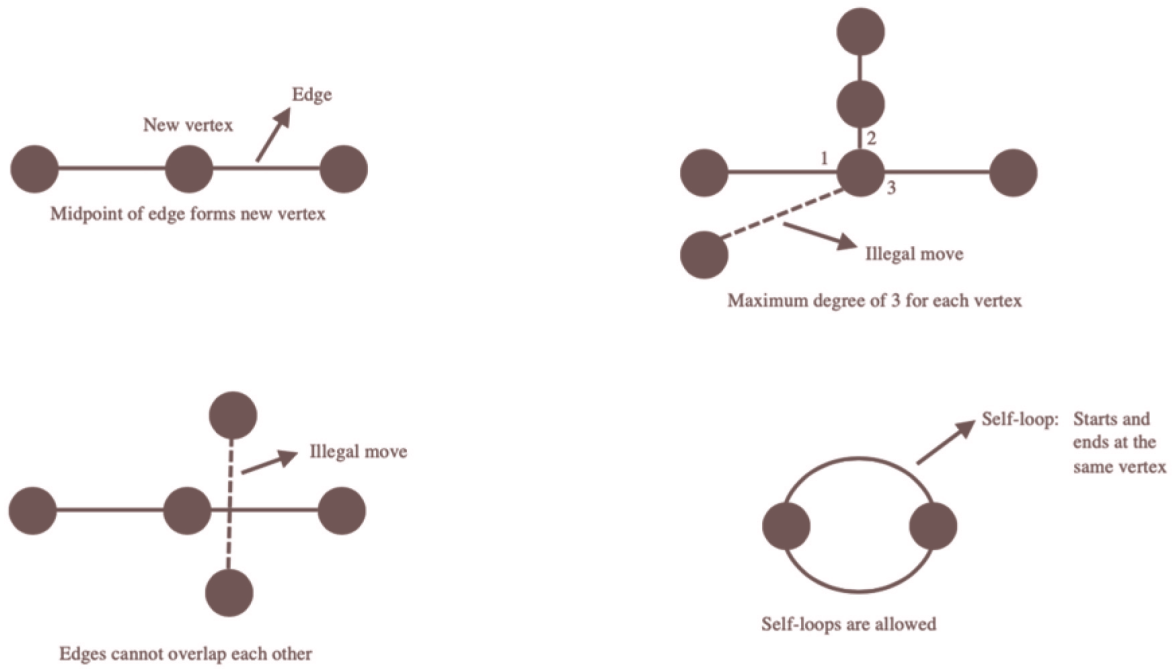 Edge
New vertex
Midpoint of edge forms new vertex
2
1
3
Illegal move
Maximum degree of 3 for each vertex
Illegal move
Edges cannot overlap each other
Self-loop: Starts and
ends at the
same vertex
Self-loops are allowed